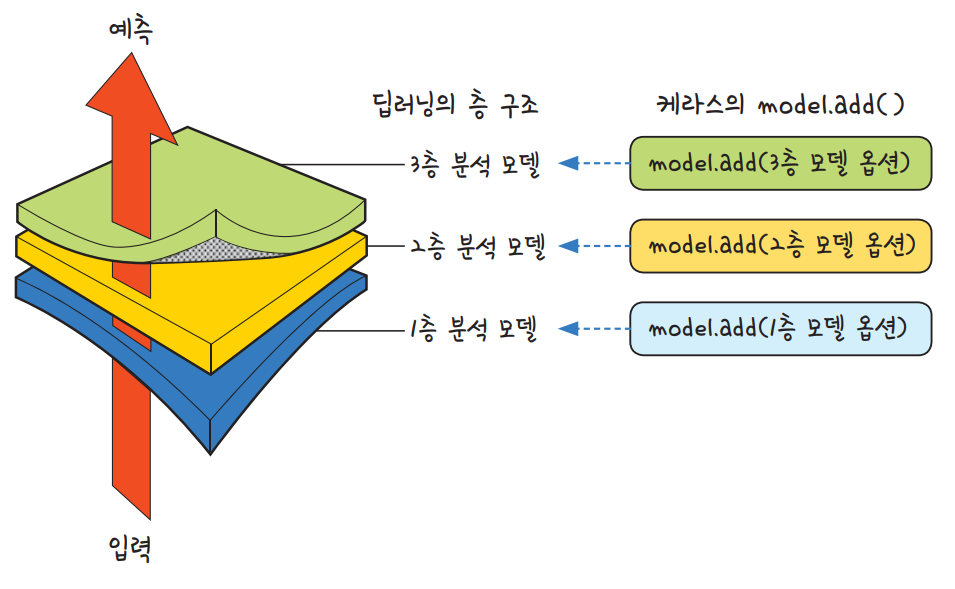 예측
딥러닝의 층 구조
케라스의 model.add( )
3층 분석 모델
model.add(3층 모델 옵션)
2층 분석 모델
model.add(2층 모델 옵션)
1층 분석 모델
model.add(1층 모델 옵션)
입력